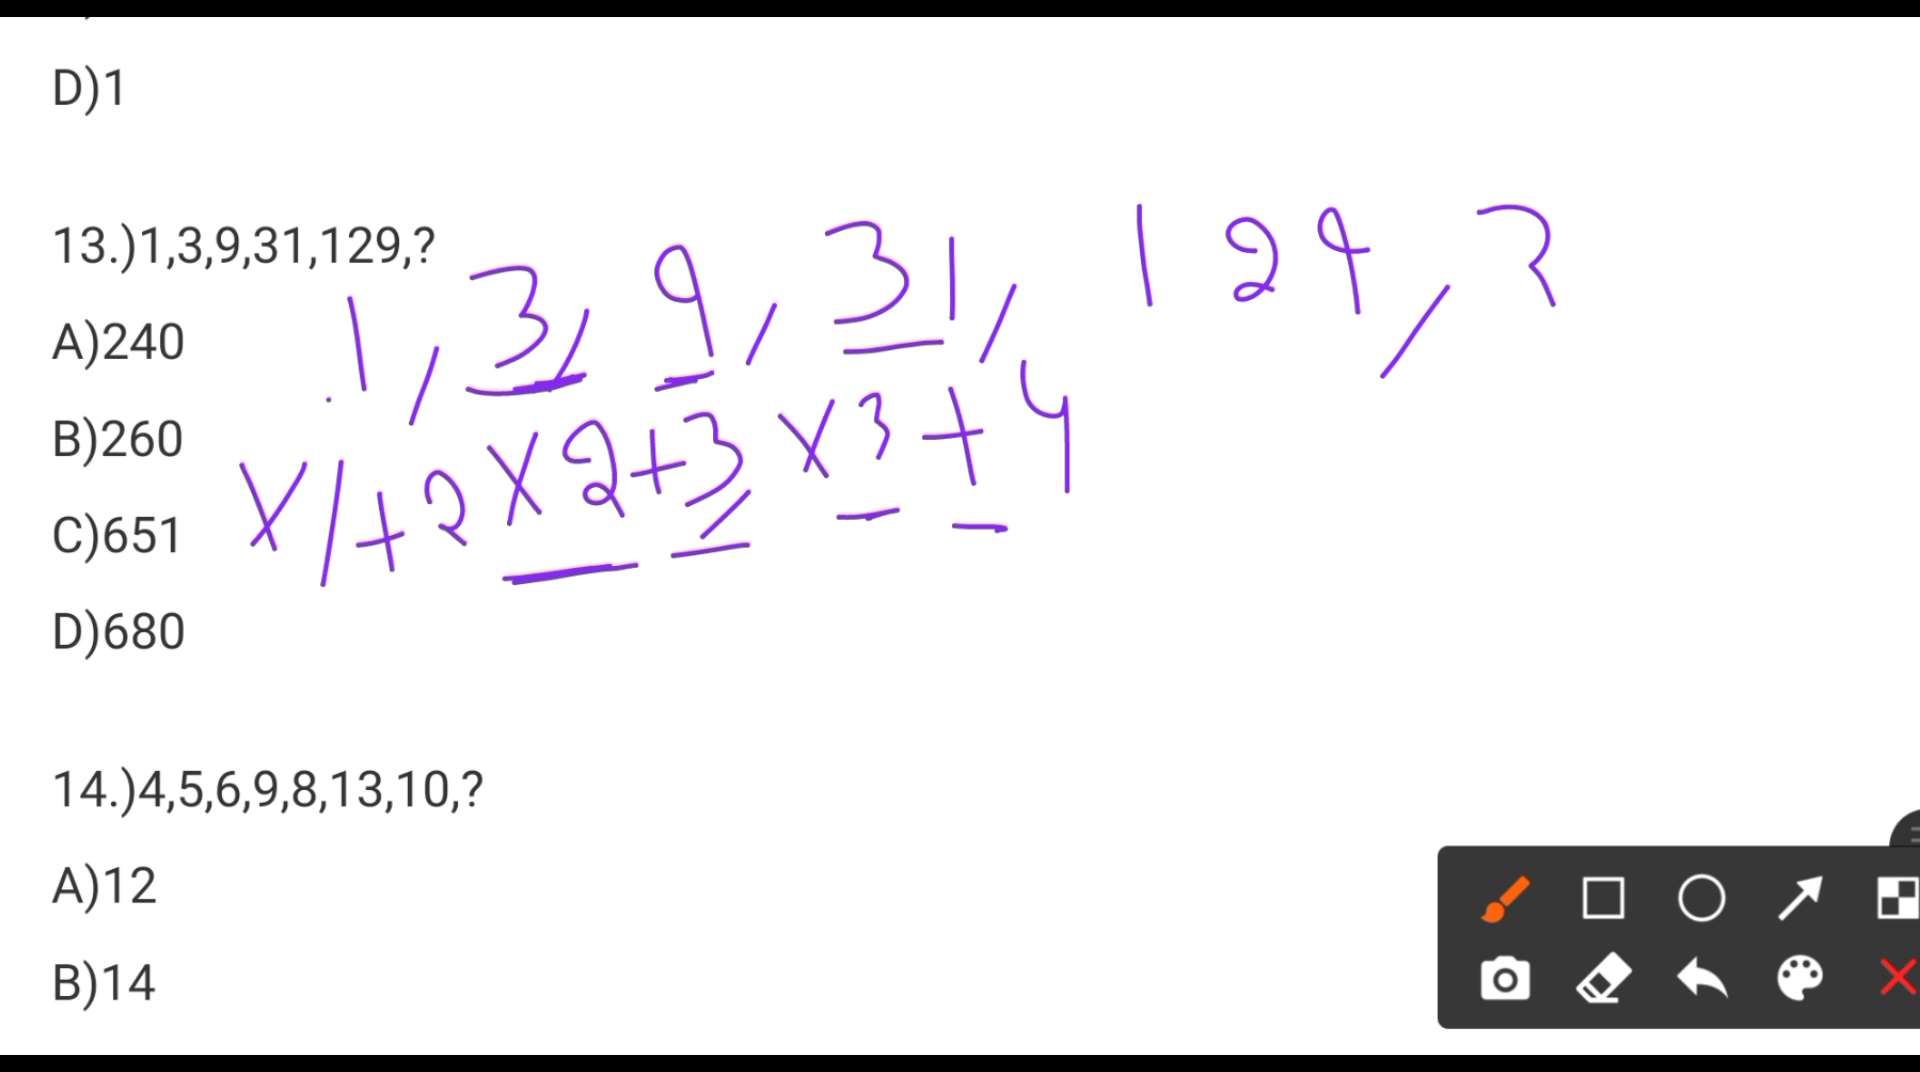 D)1
13.)1,3,9,31,129,?
1, 3, 9, 31, 129, ?
A)240
B)260
x1+2 x2+3 x3+4
C)651
D)680
14.)4,5,6,9,8,13,10,?
A)12
B)14